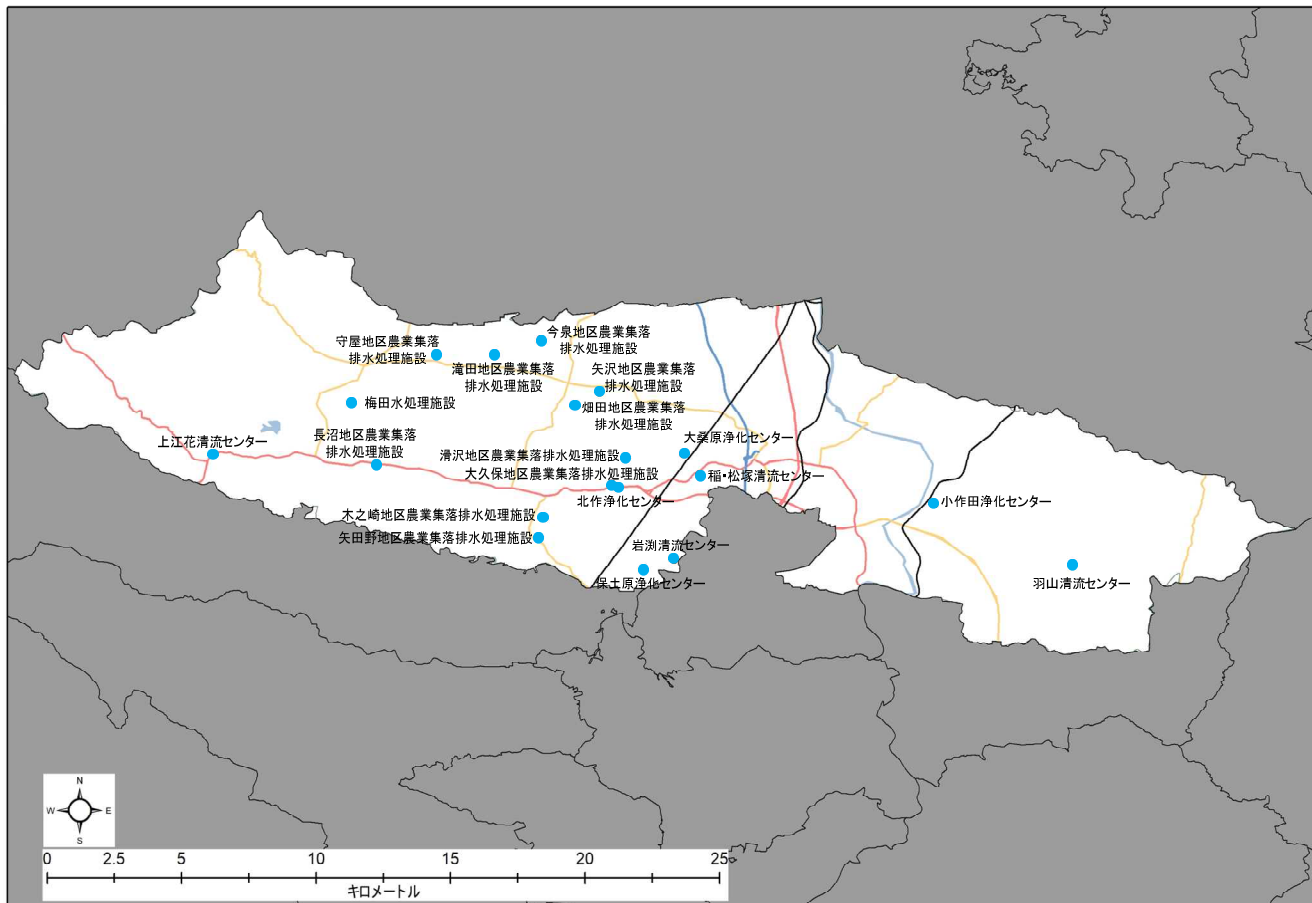 守屋地区農業集落
排水処理施設
今泉地区農業集落
排水処理施設
滝田地区農業集落
排水処理施設
矢沢地区農業集落
排水処理施設
梅田水処理施設
畑田地区農業集落
排水処理施設
上江花清流センター
長沼地区農業集落
排水処理施設
大桑原浄化センター
滑沢地区農業集落排水処理施設
大久保地区農業集落排水処理施設
稲・松塚清流センター
北作浄化センター
小作田浄化センター
木之崎地区農業集落排水処理施設
矢田野地区農業集落排水処理施設
岩渕清流センター
保土原浄化センター
羽山清流センター
N
W
E
S
0 2.5 5 10 15 20 25
キロメートル